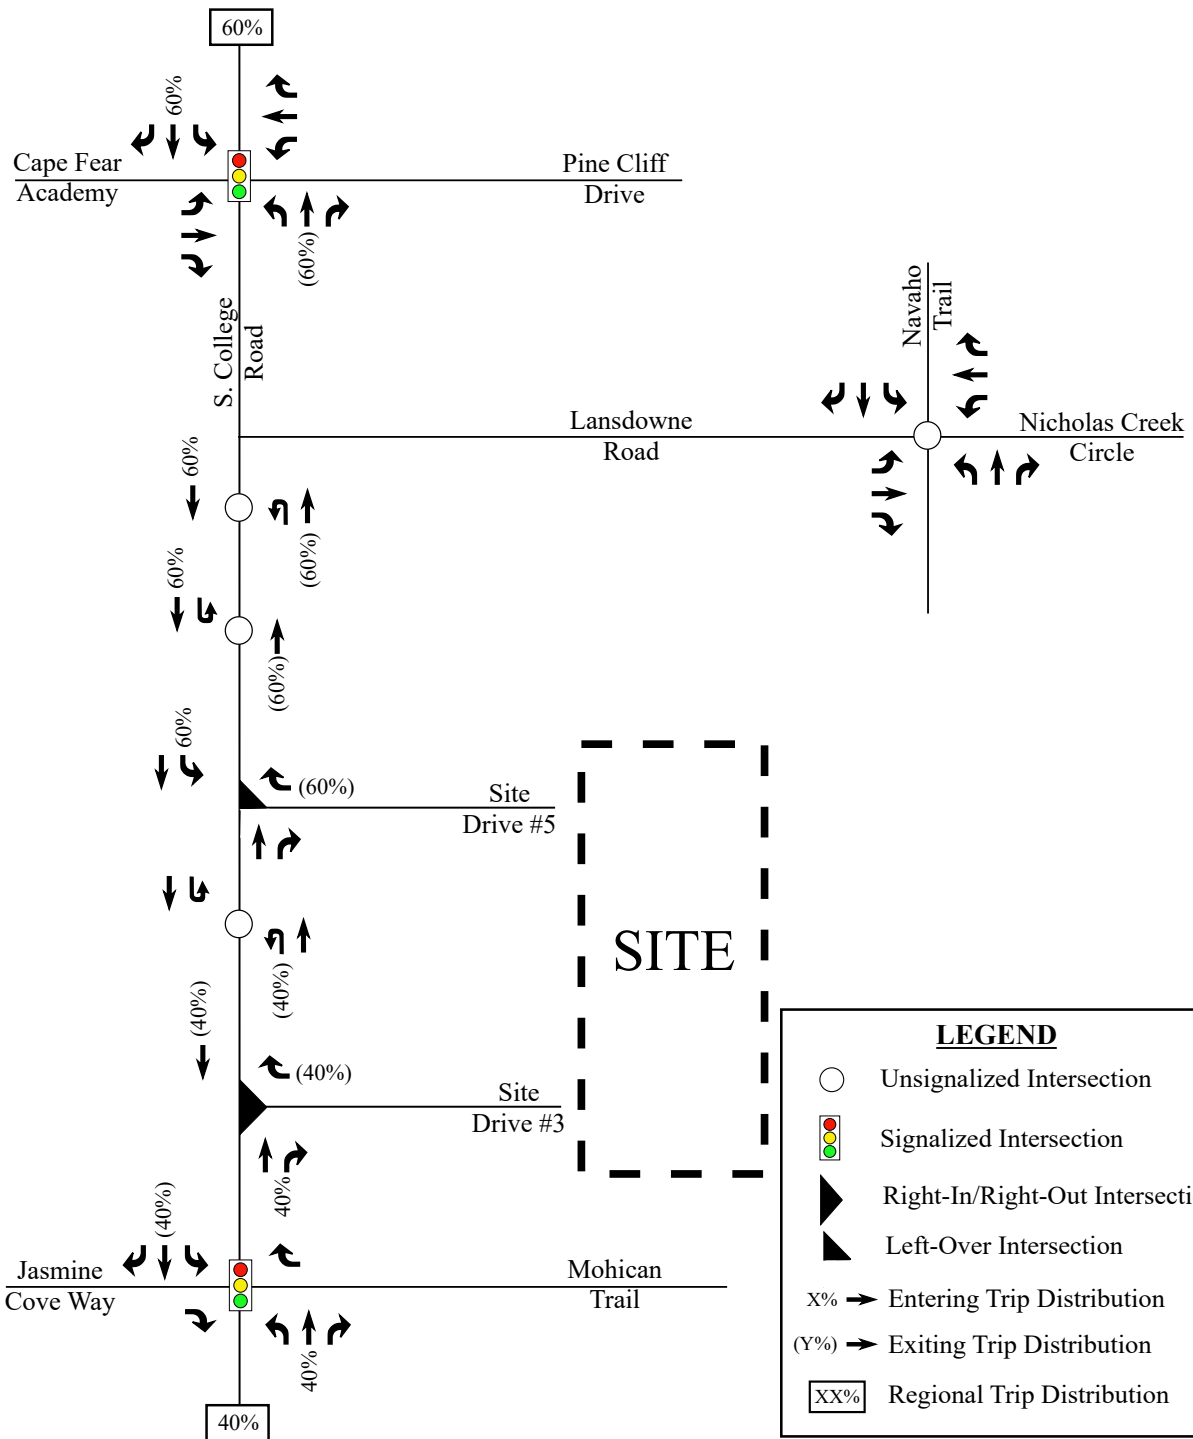 60%
60%
Cape Fear
Academy
Pine Cliff
Drive
(60%)
S. College
Road
Navaho
Trail
Lansdowne
Road
Nicholas Creek
Circle
60%
(60%)
60%
(60%)
60%
(60%)
Site
Drive #5
SITE
(40%)
(40%)
(40%)
Site
Drive #3
40%
(40%)
Jasmine
Cove Way
Mohican
Trail
40%
40%
LEGEND
Unsignalized Intersection
Signalized Intersection
Right-In/Right-Out Intersecti
Left-Over Intersection
X% Entering Trip Distribution
(Y%) Exiting Trip Distribution
XX% Regional Trip Distribution